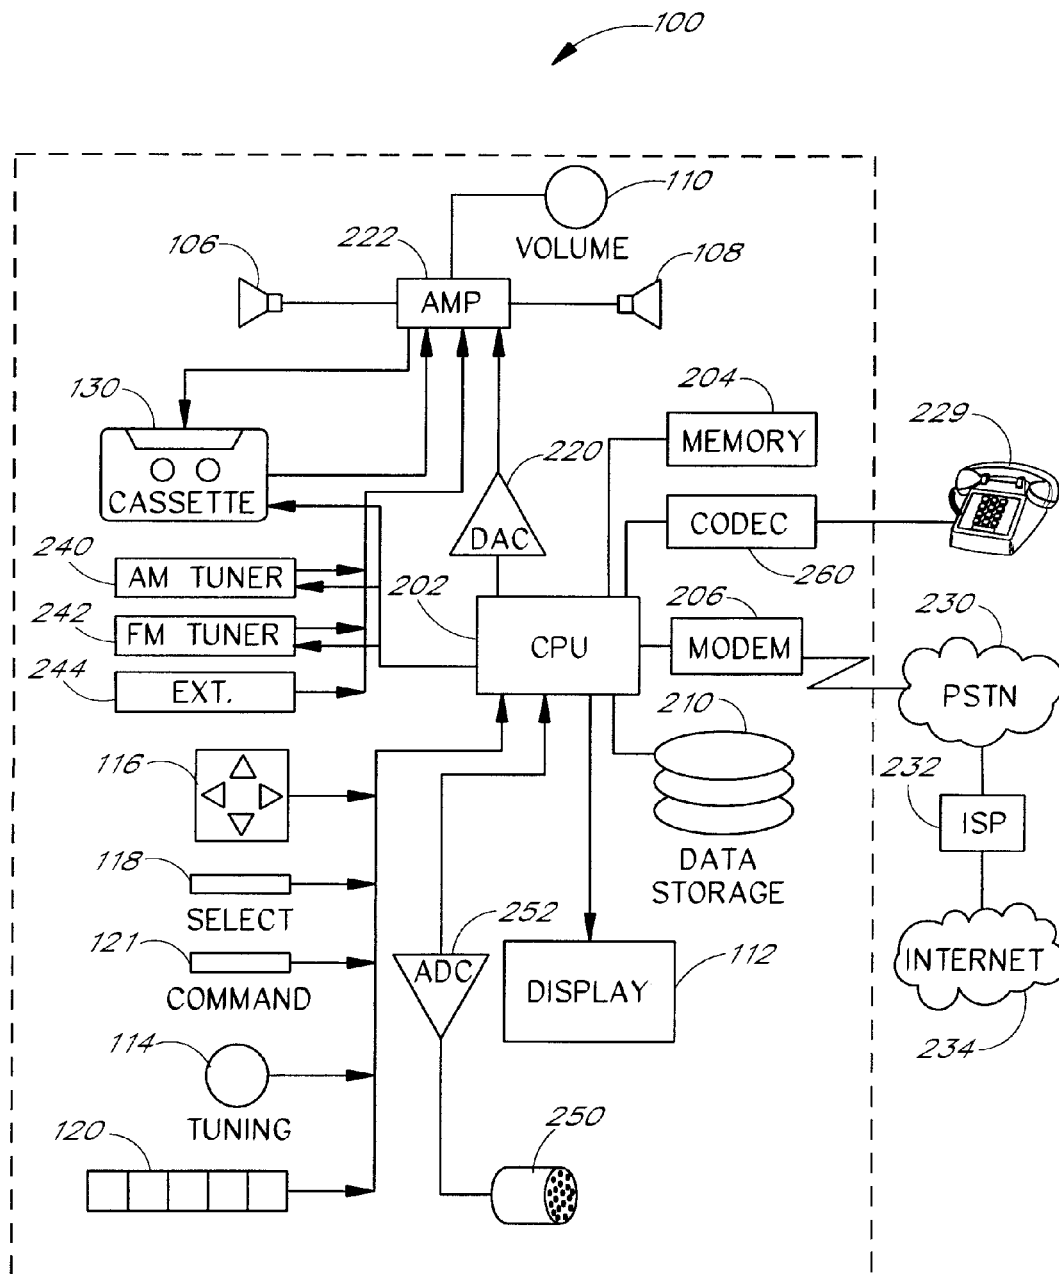 100
110
VOLUME
106
222
AMP
108
130
CASSETTE
204
MEMORY
229
220
DAC
CODEC
260
240
AM TUNER
242
FM TUNER
244
EXT.
202
CPU
206
MODEM
230
PSTN
210
DATA
STORAGE
232
ISP
116
118
SELECT
121
COMMAND
252
ADC
DISPLAY
112
INTERNET
234
114
TUNING
120
250